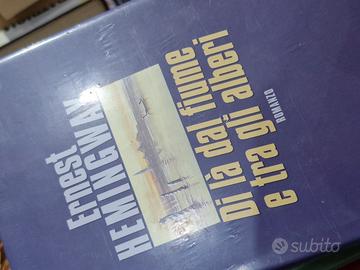 Ernest
HEMINGWAY
Di là dal fiume
e tra gli alberi
ROMANZO
subito